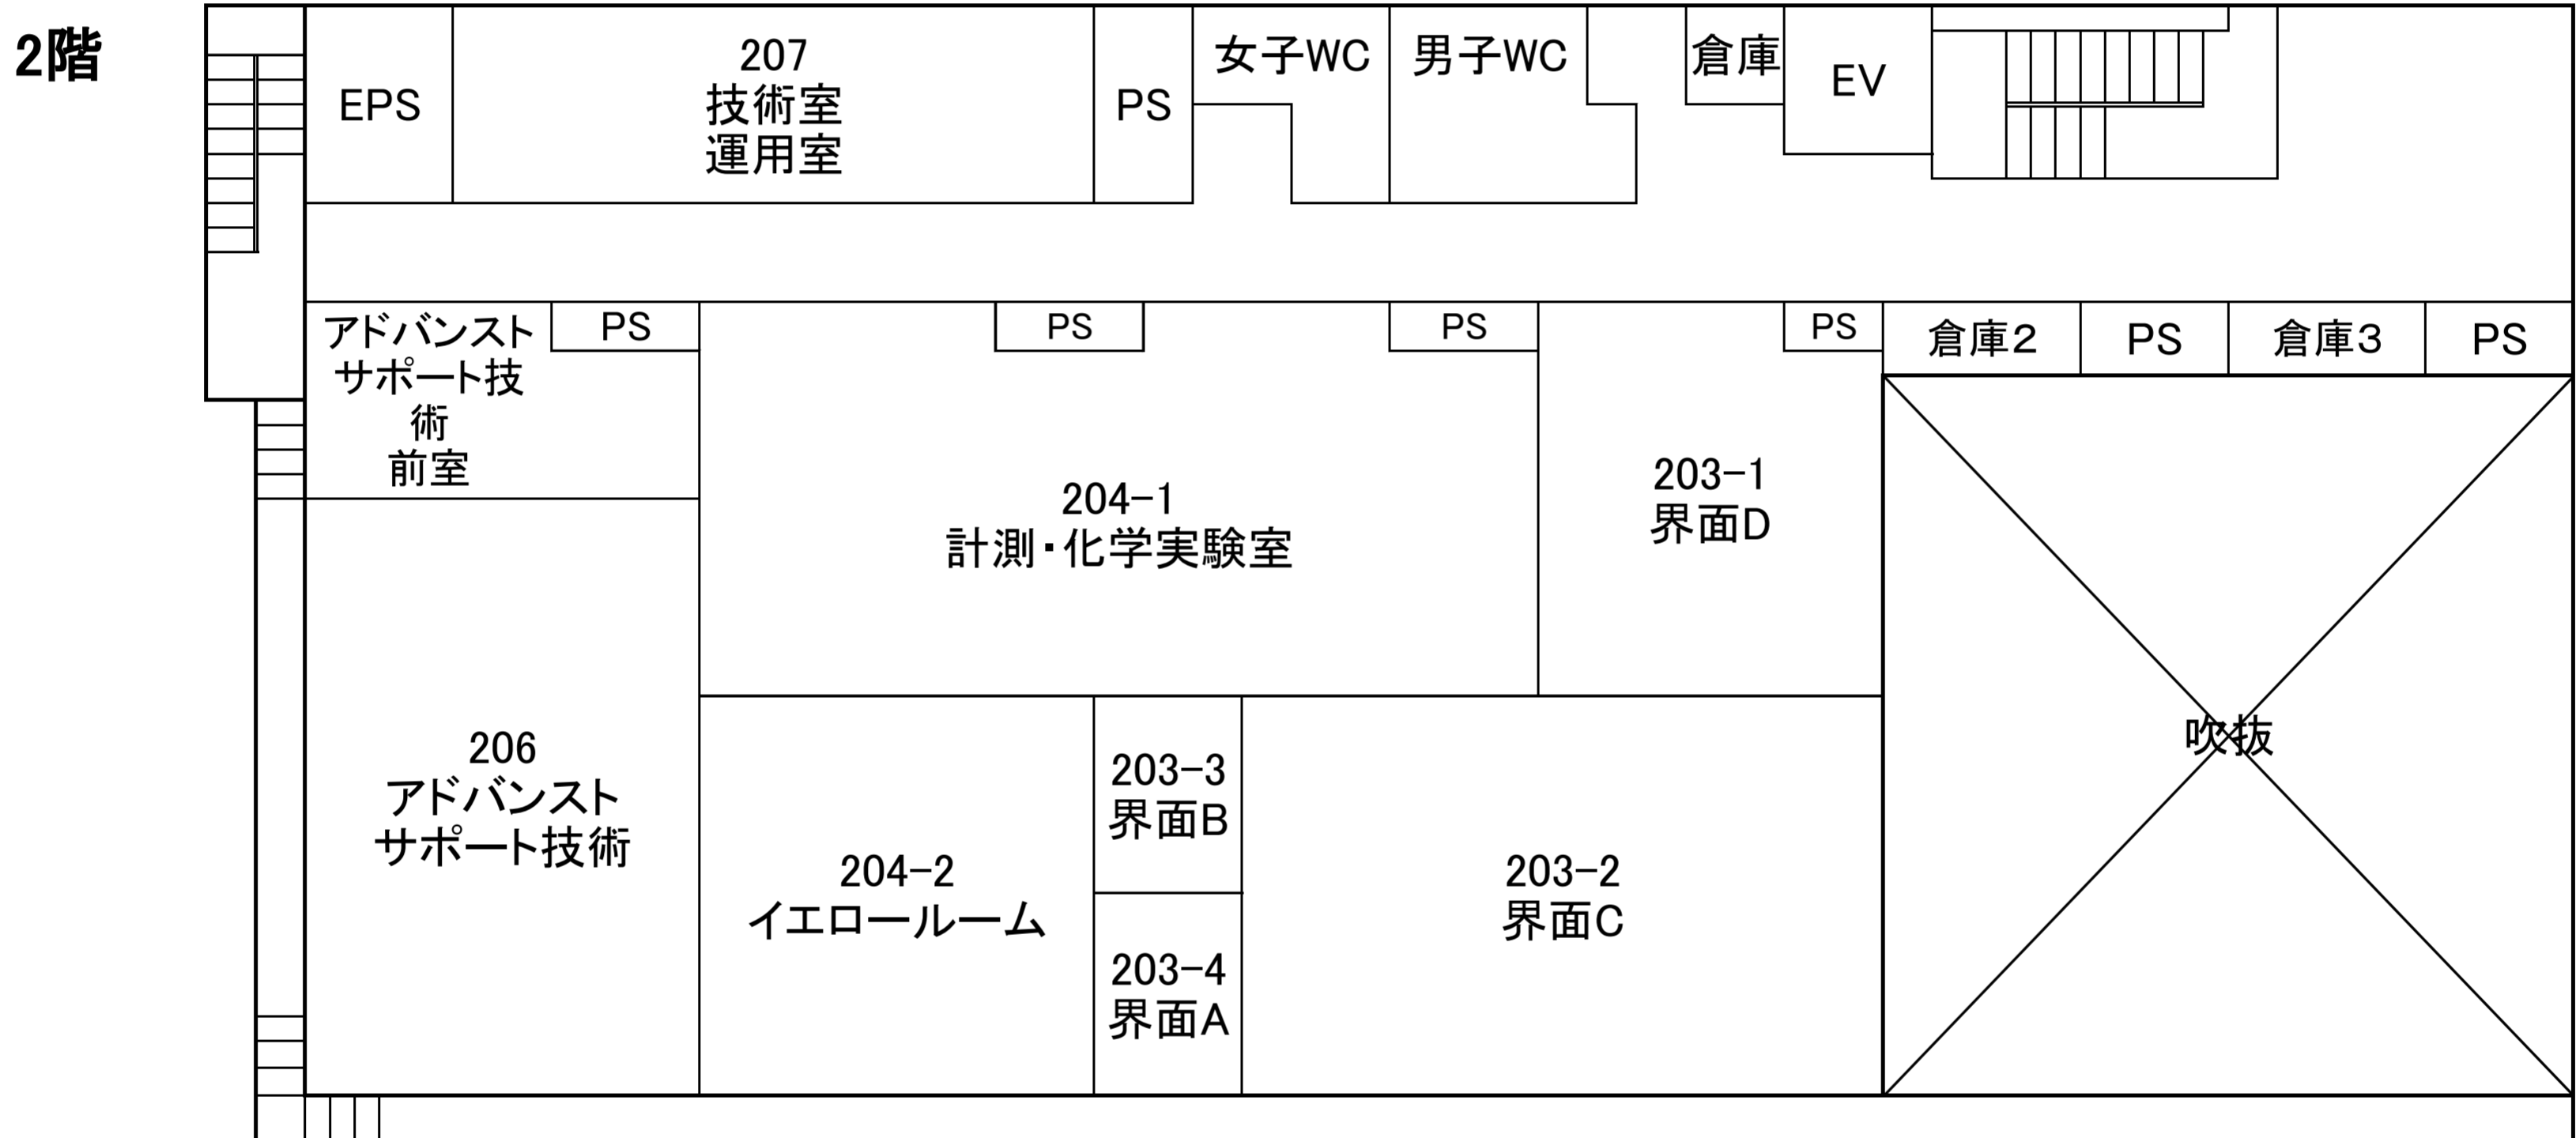 2階
EPS
207
技術室
運用室
PS
女子WC
男子WC
倉庫
EV
アドバンスト
サポート技
術
前室
PS
PS
PS
PS
倉庫2
PS
倉庫3
PS
204-1
計測・化学実験室
203-1
界面D
206
アドバンスト
サポート技術
204-2
イエロールーム
203-3
界面B
203-4
界面A
203-2
界面C
吹抜